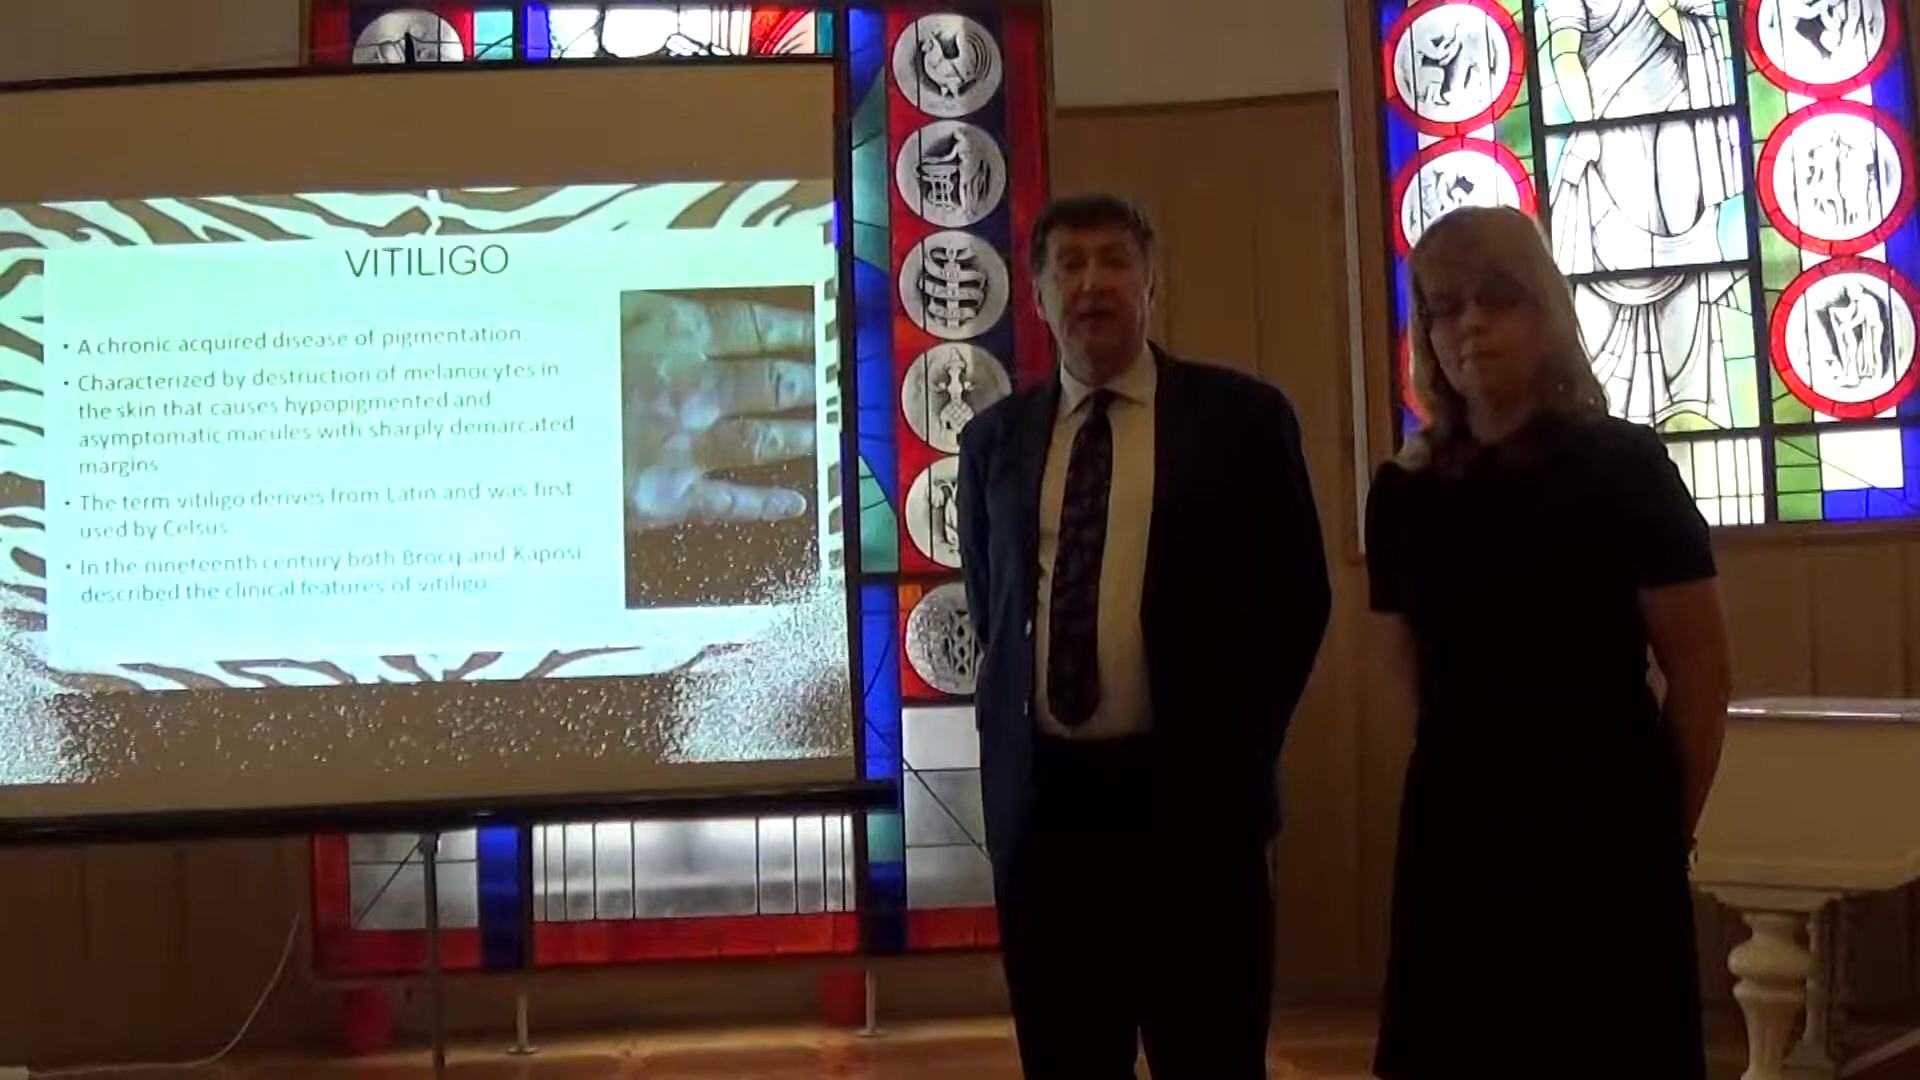 VITILIGO
• A chronic acquired disease of pigmentation.
• Characterized by destruction of melanocytes in
the skin that causes hypopigmented and
asymptomatic macules with sharply demarcated
margins.
• The term vitiligo derives from Latin and was first
used by Celsus.
• In the nineteenth century both Brocq and Kaposi
described the clinical features of vitiligo.